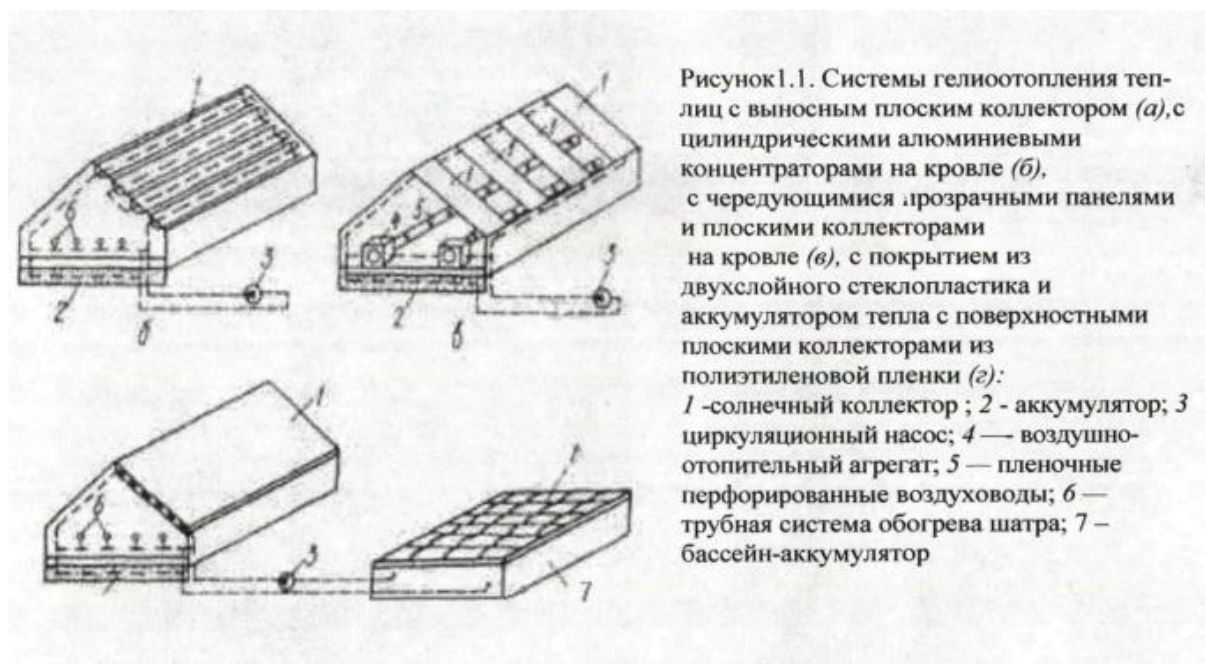 Рисунок1.1. Системы гелиоотопления теп-
лиц с выносным плоским коллектором (а),с
цилиндрическими алюминиевыми
концентраторами на кровле (б),
с чередующимися прозрачными панелями
и плоскими коллекторами
на кровле (в), с покрытием из
двухслойного стеклопластика и
аккумулятором тепла с поверхностными
плоскими коллекторами из
полиэтиленовой пленки (г):
1 -солнечный коллектор ; 2 - аккумулятор; 3
циркуляционный насос; 4 —- воздушно-
отопительный агрегат; 5 — пленочные
перфорированные воздуховоды; 6 —
трубная система обогрева шатра; 7 –
бассейн-аккумулятор
1
6
3
2
б
1
4
5
3
2
в
1
6
3
7